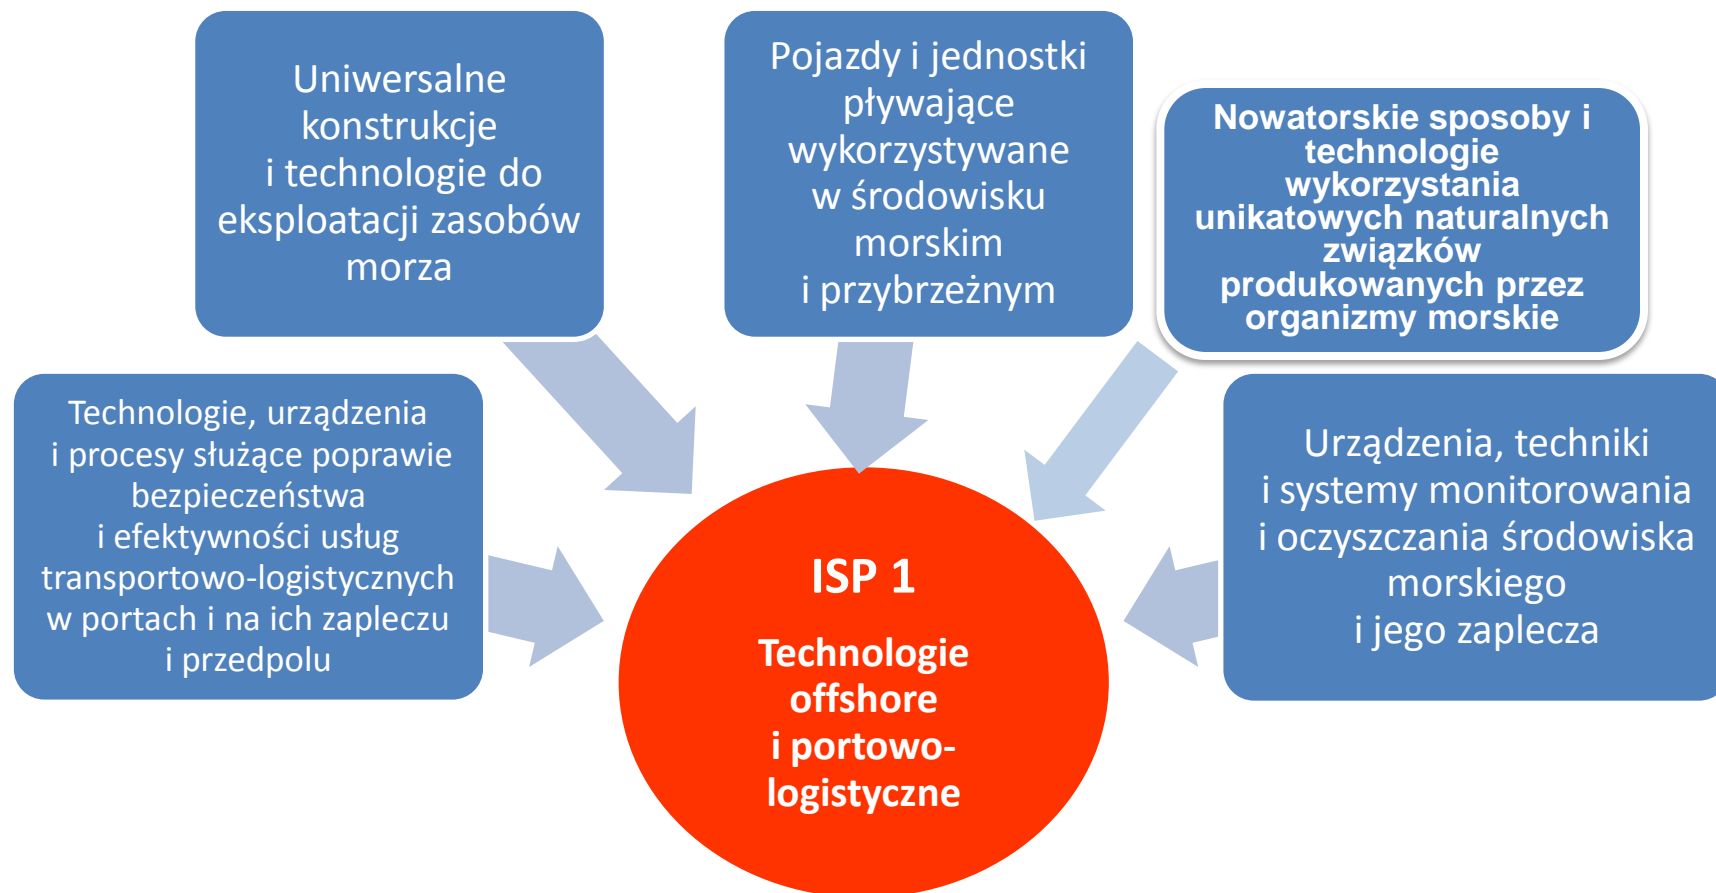 Uniwersalne
konstrukcje
i technologie do
eksploatacji zasobów
morza
Pojazdy i jednostki
pływające
wykorzystywane
w środowisku
morskim
i przybrzeżnym
Nowatorskie sposoby i
technologie
wykorzystania
unikatowych naturalnych
związków
produkowanych przez
organizmy morskie
Technologie, urządzenia
i procesy służące poprawie
bezpieczeństwa
i efektywności usług
transportowo-logistycznych
w portach i na ich zapleczu
i przedpolu
Urządzenia, techniki
i systemy monitorowania
i oczyszczania środowiska
morskiego
i jego zaplecza
ISP 1
Technologie
offshore
i portowo-
logistyczne